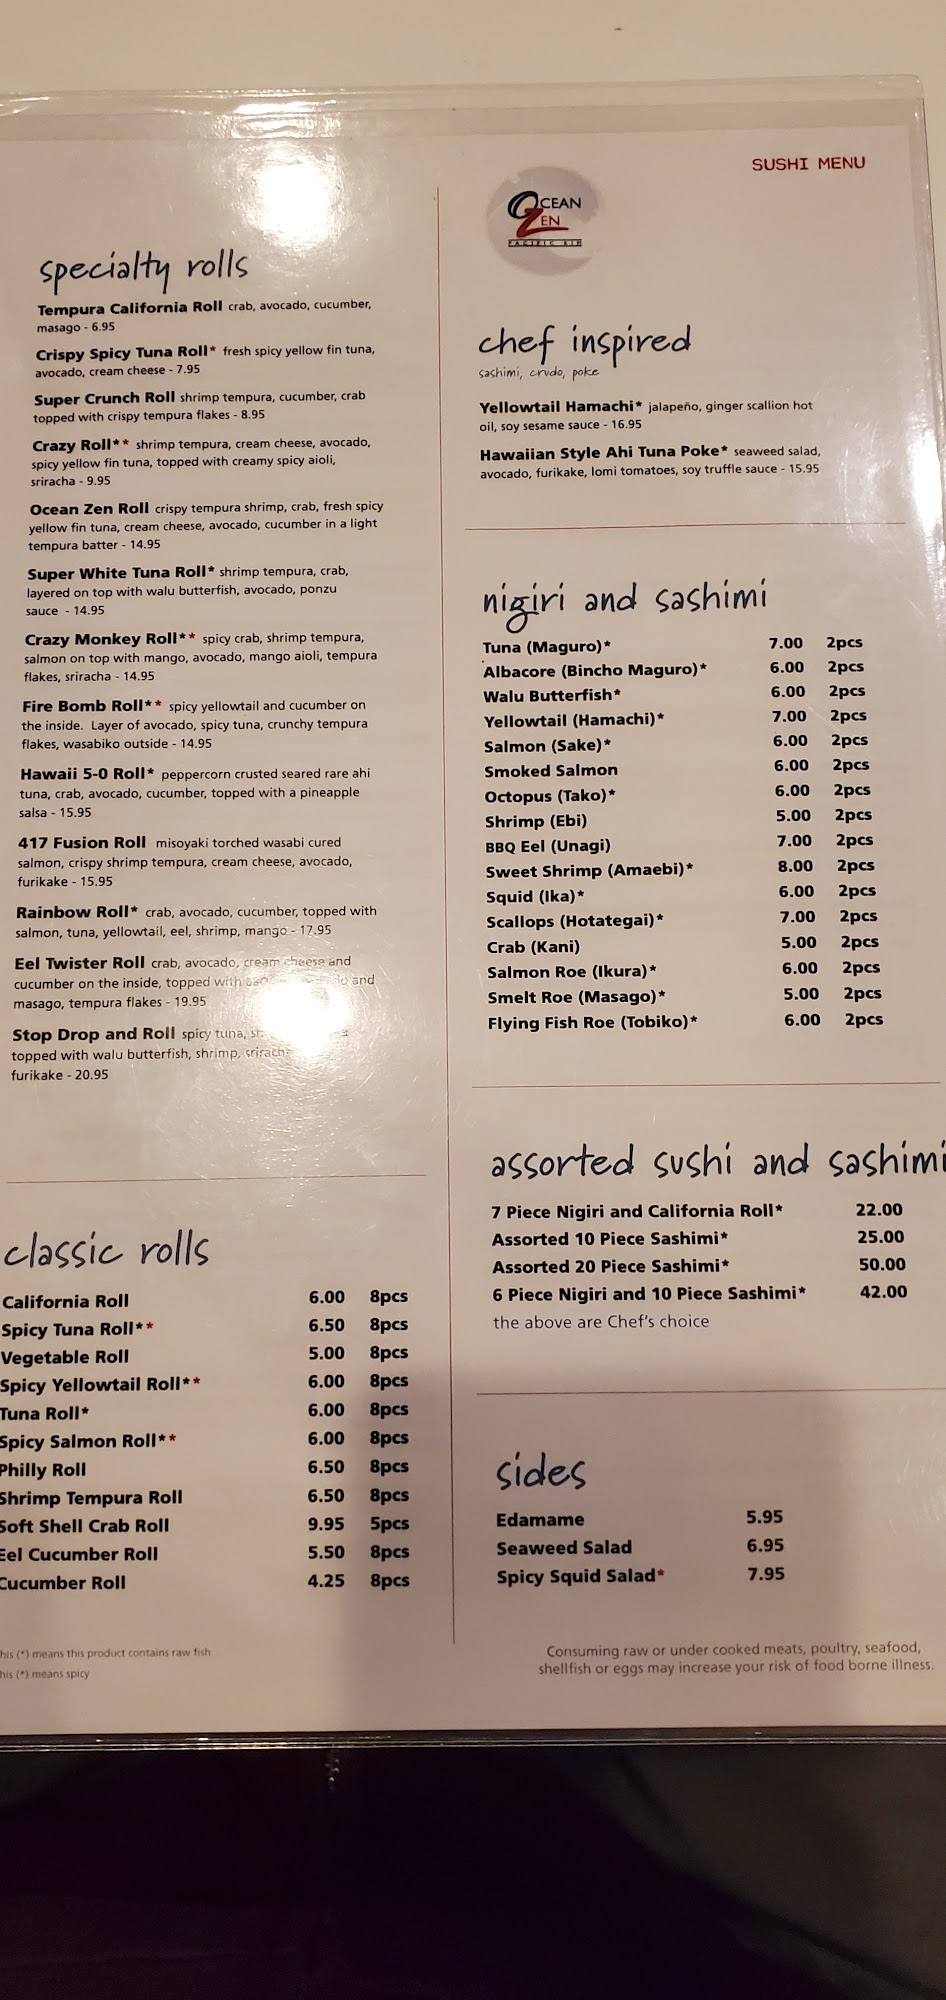 SUSHI MENU
OCEAN
ZEN
PACIFIC RIM
specialty rolls
Tempura California Roll crab, avocado, cucumber,
masago - 6.95
Crispy Spicy Tuna Roll* fresh spicy yellow fin tuna,
avocado, cream cheese - 7.95
Super Crunch Roll shrimp tempura, cucumber, crab
topped with crispy tempura flakes - 8.95
Crazy Roll** shrimp tempura, cream cheese, avocado,
spicy yellow fin tuna, topped with creamy spicy aioli,
sriracha - 9.95
Ocean Zen Roll crispy tempura shrimp, crab, fresh spicy
yellow fin tuna, cream cheese, avocado, cucumber in a light
tempura batter - 14.95
Super White Tuna Roll* shrimp tempura, crab,
layered on top with walu butterfish, avocado, ponzu
sauce - 14.95
Crazy Monkey Roll** spicy crab, shrimp tempura,
salmon on top with mango, avocado, mango aioli, tempura
flakes, sriracha - 14.95
Fire Bomb Roll** spicy yellowtail and cucumber on
the inside. Layer of avocado, spicy tuna, crunchy tempura
flakes, wasabiko outside - 14.95
Hawaii 5-0 Roll* peppercorn crusted seared rare ahi
tuna, crab, avocado, cucumber, topped with a pineapple
salsa - 15.95
417 Fusion Roll misoyaki torched wasabi cured
salmon, crispy shrimp tempura, cream cheese, avocado,
furikake - 15.95
Rainbow Roll* crab, avocado, cucumber, topped with
salmon, tuna, yellowtail, eel, shrimp, mango - 17.95
Eel Twister Roll crab, avocado, cream cheese and
cucumber on the inside, topped with and
masago, tempura flakes - 19.95
Stop Drop and Roll spicy tuna,
topped with walu butterfish, shrimp, sriracha
furikake - 20.95
classic rolls
California Roll 6.00 8pcs
Spicy Tuna Roll** 6.50 8pcs
Vegetable Roll 5.00 8pcs
Spicy Yellowtail Roll** 6.00 8pcs
Tuna Roll* 6.00 8pcs
Spicy Salmon Roll** 6.00 8pcs
Philly Roll 6.50 8pcs
Shrimp Tempura Roll 6.50 8pcs
Soft Shell Crab Roll 9.95 5pcs
Eel Cucumber Roll 5.50 8pcs
Cucumber Roll 4.25 8pcs
his (*) means this product contains raw fish
his (*) means spicy
chef inspired
sashimi, crudo, poke
Yellowtail Hamachi* jalapeño, ginger scallion hot
oil, soy sesame sauce - 16.95
Hawaiian Style Ahi Tuna Poke* seaweed salad,
avocado, furikake, lomi tomatoes, soy truffle sauce - 15.95
nigiri and sashimi
Tuna (Maguro)* 7.00 2pcs
Albacore (Bincho Maguro)* 6.00 2pcs
Walu Butterfish* 6.00 2pcs
Yellowtail (Hamachi)* 7.00 2pcs
Salmon (Sake)* 6.00 2pcs
Smoked Salmon 6.00 2pcs
Octopus (Tako)* 6.00 2pcs
Shrimp (Ebi) 5.00 2pcs
BBQ Eel (Unagi) 7.00 2pcs
Sweet Shrimp (Amaebi)* 8.00 2pcs
Squid (Ika)* 6.00 2pcs
Scallops (Hotategai)* 7.00 2pcs
Crab (Kani) 5.00 2pcs
Salmon Roe (Ikura)* 6.00 2pcs
Smelt Roe (Masago)* 5.00 2pcs
Flying Fish Roe (Tobiko)* 6.00 2pcs
assorted sushi and sashimi
7 Piece Nigiri and California Roll* 22.00
Assorted 10 Piece Sashimi* 25.00
Assorted 20 Piece Sashimi* 50.00
6 Piece Nigiri and 10 Piece Sashimi* 42.00
the above are Chef's choice
sides
Edamame 5.95
Seaweed Salad 6.95
Spicy Squid Salad* 7.95
Consuming raw or under cooked meats, poultry, seafood,
shellfish or eggs may increase your risk of food borne illness.